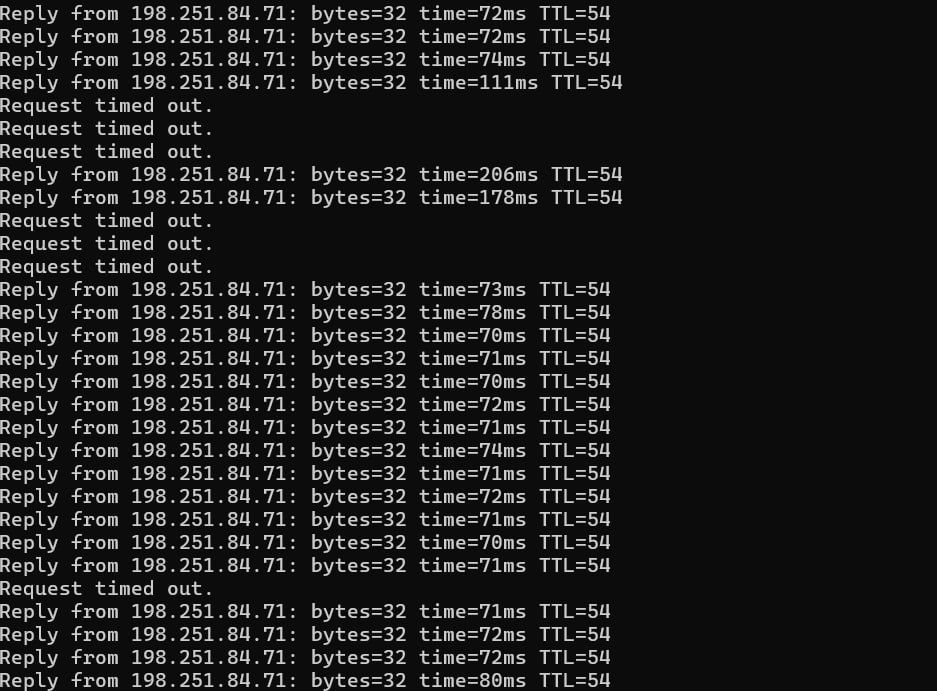 Reply from 198.251.84.71: bytes=32 time=72ms TTL=54
Reply from 198.251.84.71: bytes=32 time=72ms TTL=54
Reply from 198.251.84.71: bytes=32 time=74ms TTL=54
Reply from 198.251.84.71: bytes=32 time=111ms TTL=54
Request timed out.
Request timed out.
Request timed out.
Reply from 198.251.84.71: bytes=32 time=206ms TTL=54
Reply from 198.251.84.71: bytes=32 time=178ms TTL=54
Request timed out.
Request timed out.
Request timed out.
Reply from 198.251.84.71: bytes=32 time=73ms TTL=54
Reply from 198.251.84.71: bytes=32 time=78ms TTL=54
Reply from 198.251.84.71: bytes=32 time=70ms TTL=54
Reply from 198.251.84.71: bytes=32 time=71ms TTL=54
Reply from 198.251.84.71: bytes=32 time=70ms TTL=54
Reply from 198.251.84.71: bytes=32 time=72ms TTL=54
Reply from 198.251.84.71: bytes=32 time=71ms TTL=54
Reply from 198.251.84.71: bytes=32 time=74ms TTL=54
Reply from 198.251.84.71: bytes=32 time=71ms TTL=54
Reply from 198.251.84.71: bytes=32 time=72ms TTL=54
Reply from 198.251.84.71: bytes=32 time=71ms TTL=54
Reply from 198.251.84.71: bytes=32 time=70ms TTL=54
Reply from 198.251.84.71: bytes=32 time=71ms TTL=54
Request timed out.
Reply from 198.251.84.71: bytes=32 time=71ms TTL=54
Reply from 198.251.84.71: bytes=32 time=72ms TTL=54
Reply from 198.251.84.71: bytes=32 time=72ms TTL=54
Reply from 198.251.84.71: bytes=32 time=80ms TTL=54